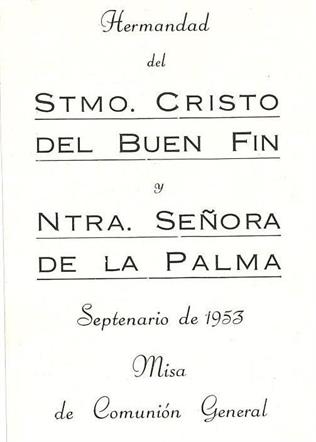 Hermandad
del
STMO. CRISTO
DEL BUEN FIN
y
NTRA. SEÑORA
DE LA PALMA
Septenario de 1953
Misa
de Comunión General